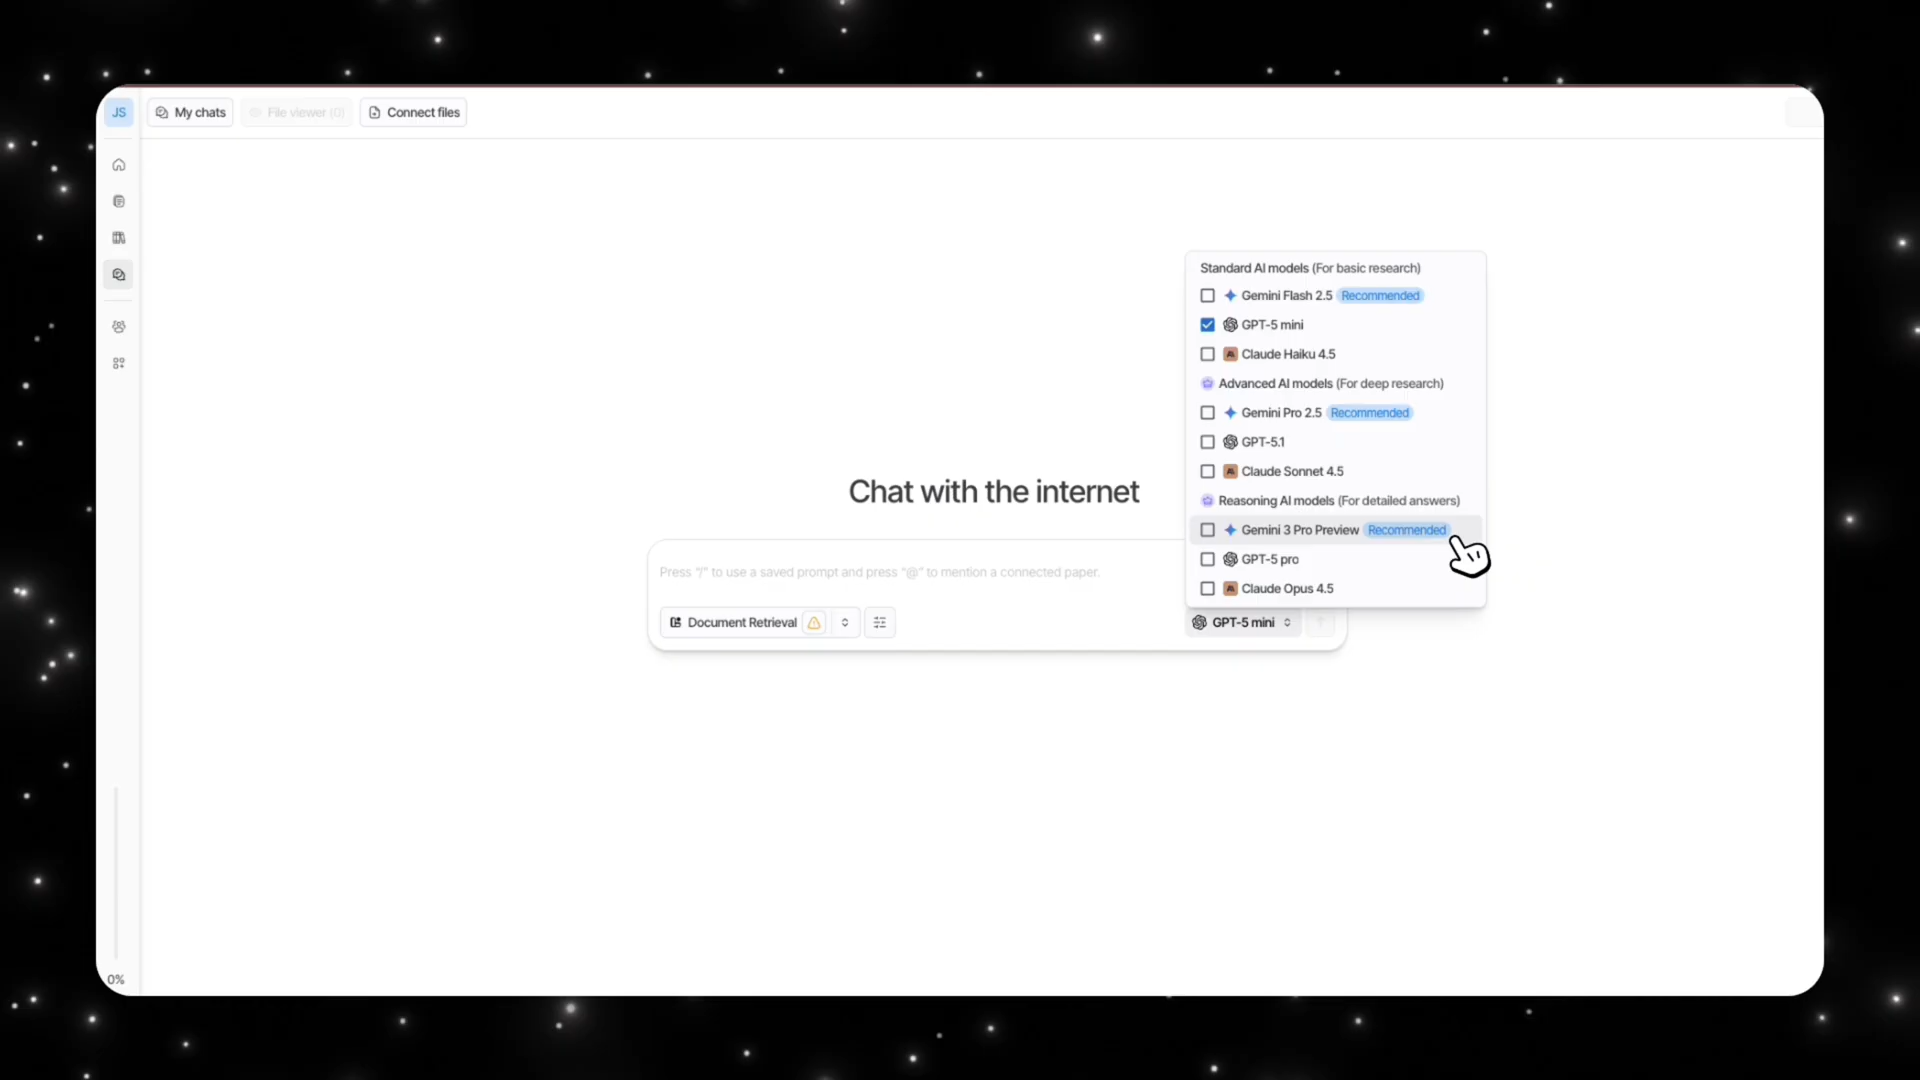 JS
My chats
File viewer (0)
Connect files
Standard AI models (For basic research)
Gemini Flash 2.5 Recommended
GPT-5 mini
Claude Haiku 4.5
Advanced AI models (For deep research)
Gemini Pro 2.5 Recommended
GPT-5.1
Claude Sonnet 4.5
Reasoning AI models (For detailed answers)
Gemini 3 Pro Preview Recommended
GPT-5 pro
Claude Opus 4.5
Chat with the internet
Press "/" to use a saved prompt and press "@" to mention a connected paper.
Document Retrieval
GPT-5 mini
0%